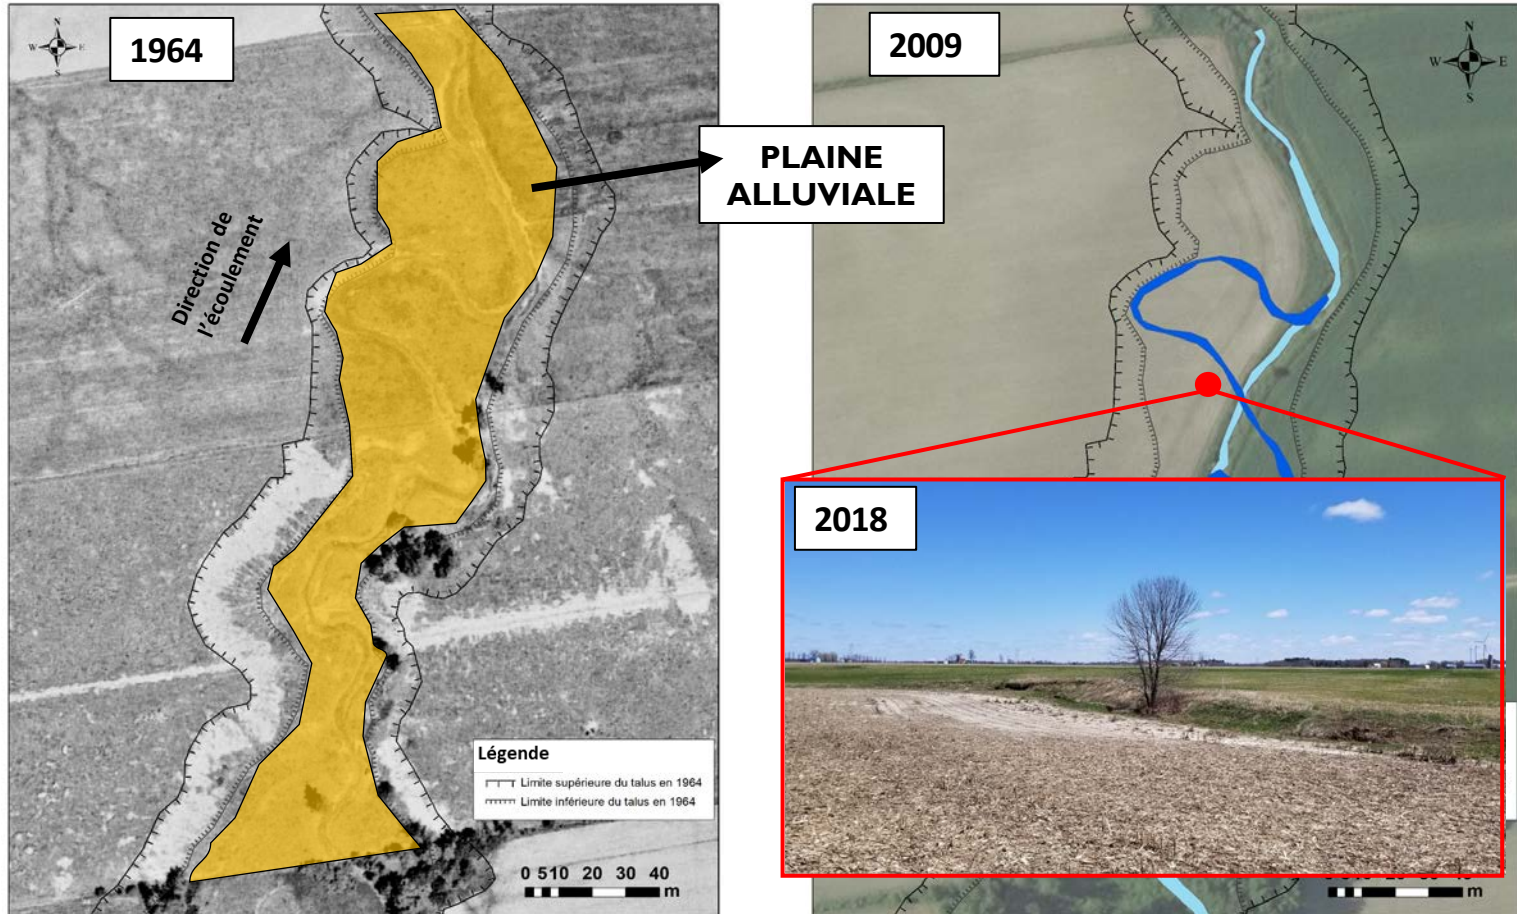 1964
N
W E
S
Direction de
l'écoulement
PLAINE
ALLUVIALE
Légende
Limite supérieure du talus en 1964
Limite inférieure du talus en 1964
0 5 10 20 30 40
m
2009
N
W E
S
2018
m